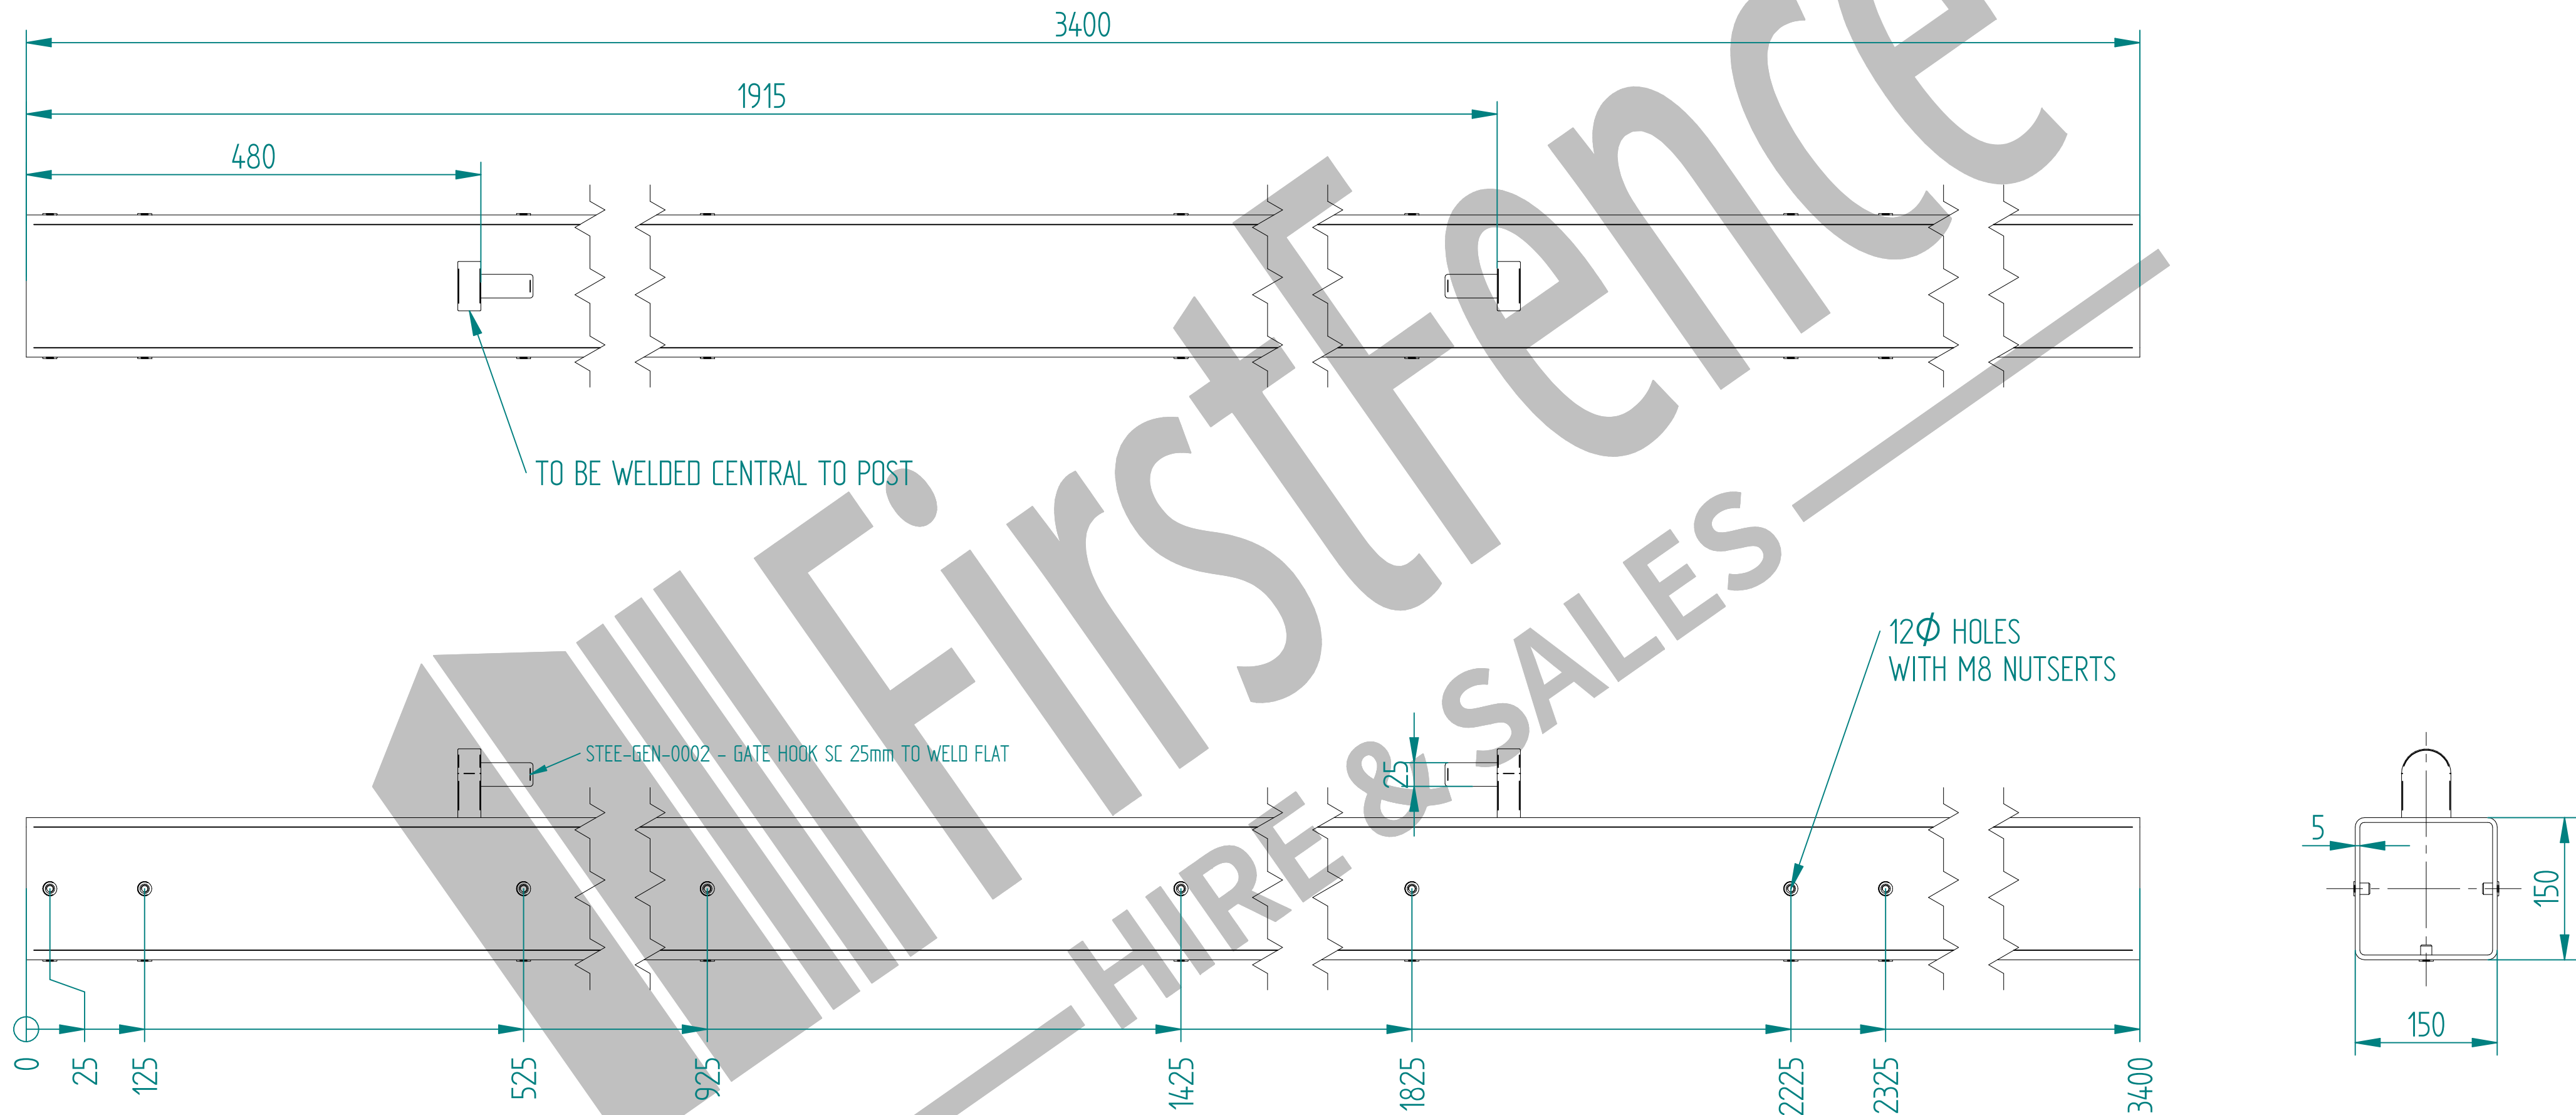 3400
1915
480
TO BE WELDED CENTRAL TO POST
12Ø HOLES
WITH M8 NUTSERTS
STEE-GEN-0002 - GATE HOOK SC 25mm TO WELD FLAT
25
5
150
150
0
25
125
525
925
1425
1825
2225
2325
3400
FirstFence
HIRE & SALES